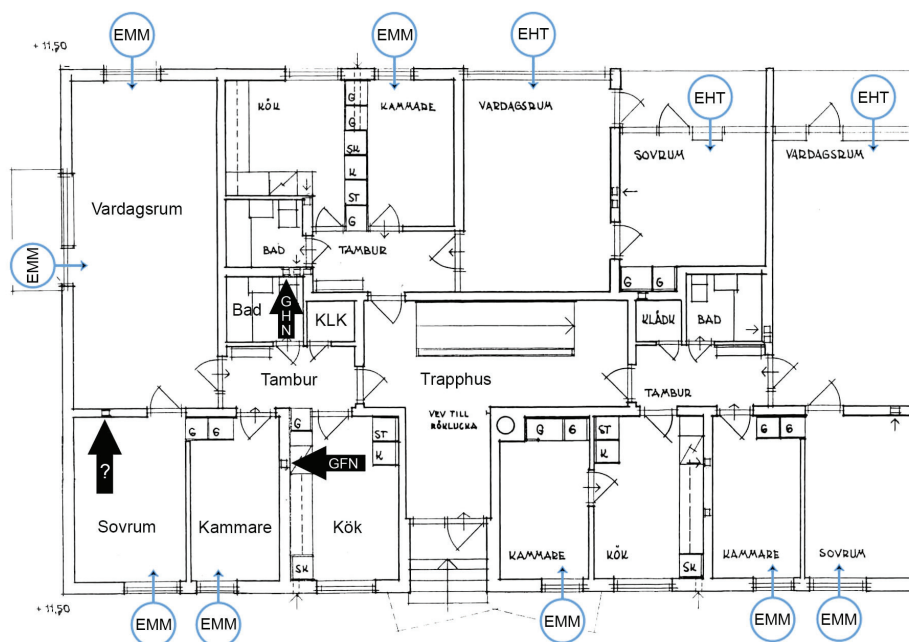 EMM
EMM
EHT
+ 11,50
EHT
EHT
KÖK
G
G
SK
K
ST
G
KAMMARE
VARDAGSRUM
SOVRUM
VARDAGSRUM
Vardagsrum
EMM
BAD
TAMBUR
Bad
GHN
KLK
G
G
KLÄDK
BAD
Tambur
Trapphus
TAMBUR
VEV TILL
RÖKLUCKA
G
G
G
ST
K
G
G
ST
K
G
G
?
GFN
Sovrum
Kammare
Kök
SK
KAMMARE
KÖK
SK
KAMMARE
SOVRUM
+ 11,50
EMM
EMM
EMM
EMM
EMM